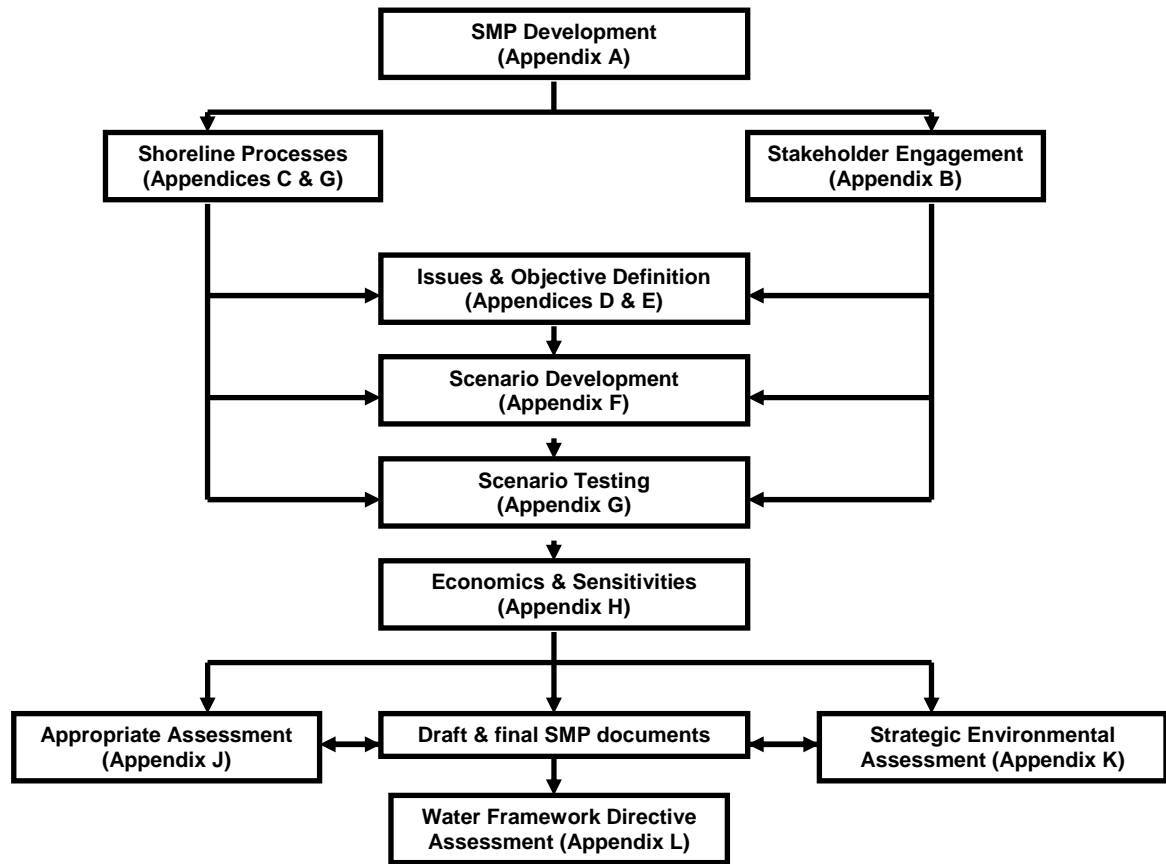 SMP Development
(Appendix A)
Shoreline Processes
(Appendices C & G)
Stakeholder Engagement
(Appendix B)
Issues & Objective Definition
(Appendices D & E)
Scenario Development
(Appendix F)
Scenario Testing
(Appendix G)
Economics & Sensitivities
(Appendix H)
Appropriate Assessment
(Appendix J)
Draft & final SMP documents
Strategic Environmental
Assessment (Appendix K)
Water Framework Directive
Assessment (Appendix L)